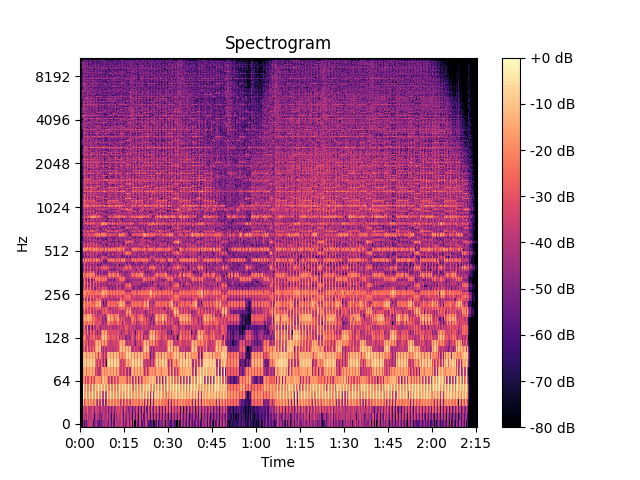 Spectrogram
Hz
8192
4096
2048
1024
512
256
128
64
0
0:00 0:15 0:30 0:45 1:00 1:15 1:30 1:45 2:00 2:15
Time
+0 dB
-10 dB
-20 dB
-30 dB
-40 dB
-50 dB
-60 dB
-70 dB
-80 dB